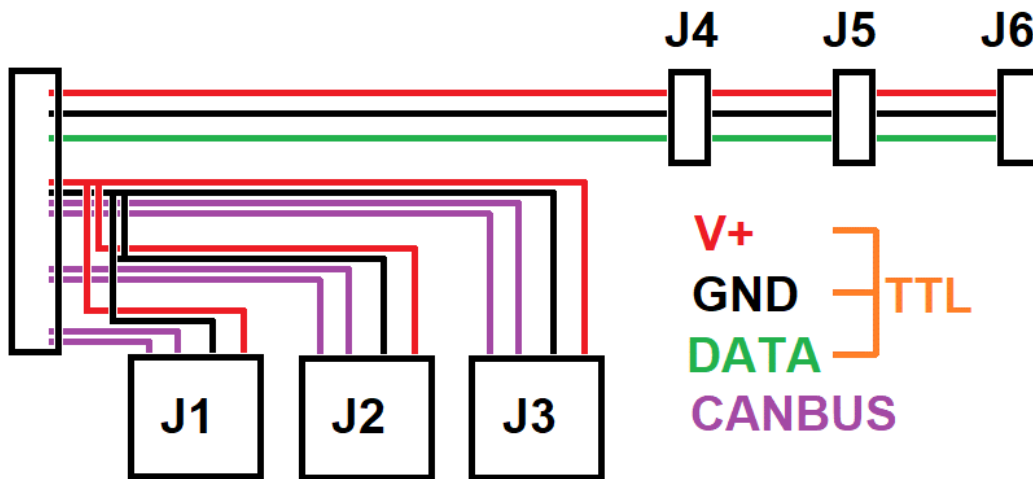 J4 J5 J6
V+
GND
TTL
DATA
CANBUS
J1 J2 J3